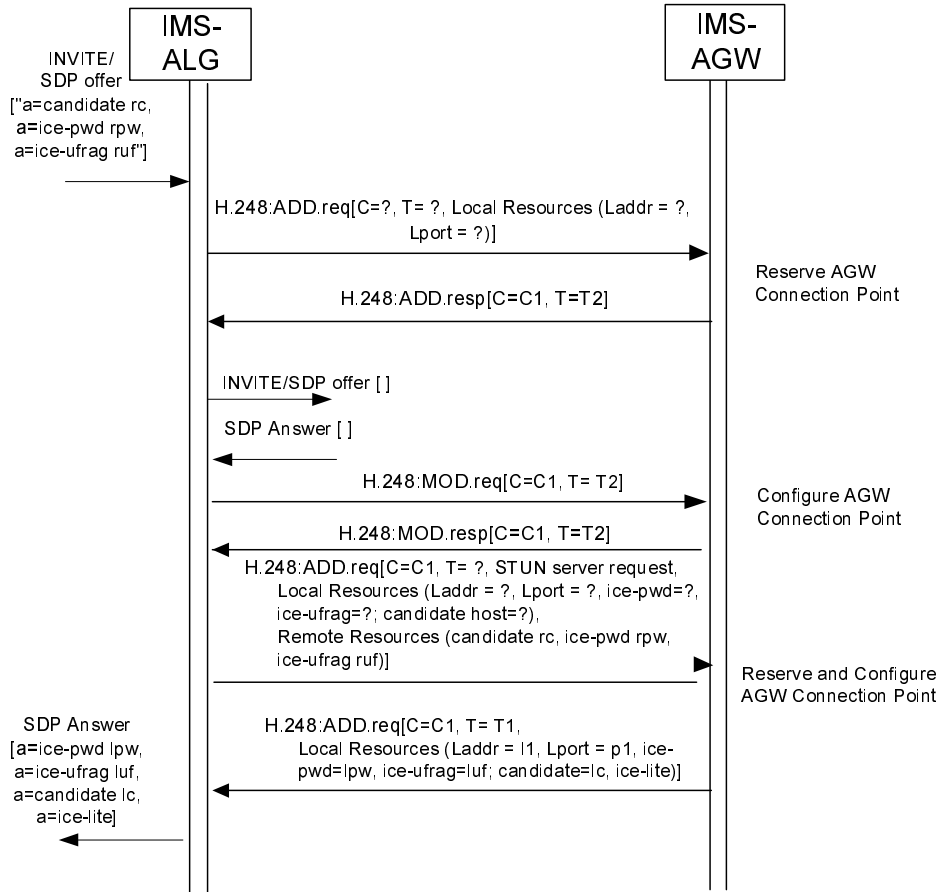 IMS-
ALG
IMS-
AGW
INVITE/
SDP offer
["a=candidate rc,
a=ice-pwd rpw,
a=ice-ufrag ruf"]
H.248:ADD.req[C=?, T= ?, Local Resources (Laddr = ?,
Lport = ?)]
Reserve AGW
Connection Point
H.248:ADD.resp[C=C1, T=T2]
INVITE/SDP offer [ ]
SDP Answer [ ]
H.248:MOD.req[C=C1, T= T2]
Configure AGW
Connection Point
H.248:MOD.resp[C=C1, T=T2]
H.248:ADD.req[C=C1, T= ?, STUN server request,
Local Resources (Laddr = ?, Lport = ?, ice-pwd=?,
ice-ufrag=?; candidate host=?),
Remote Resources (candidate rc, ice-pwd rpw,
ice-ufrag ruf)]
Reserve and Configure
AGW Connection Point
H.248:ADD.req[C=C1, T= T1,
Local Resources (Laddr = l1, Lport = p1, ice-
pwd=lpw, ice-ufrag=luf; candidate=lc, ice-lite)]
SDP Answer
[a=ice-pwd lpw,
a=ice-ufrag luf,
a=candidate lc,
a=ice-lite]